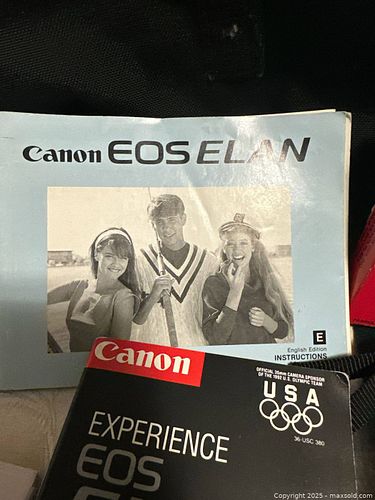 Canon EOS ELAN
E
English Edition
INSTRUCTIONS
Canon
OFFICIAL 35mm CAMERA SPONSOR
OF THE 1992 U.S. OLYMPIC TEAM
USA
36-USC 380
EXPERIENCE
EOS
Copyright © 2025 - maxsold.com